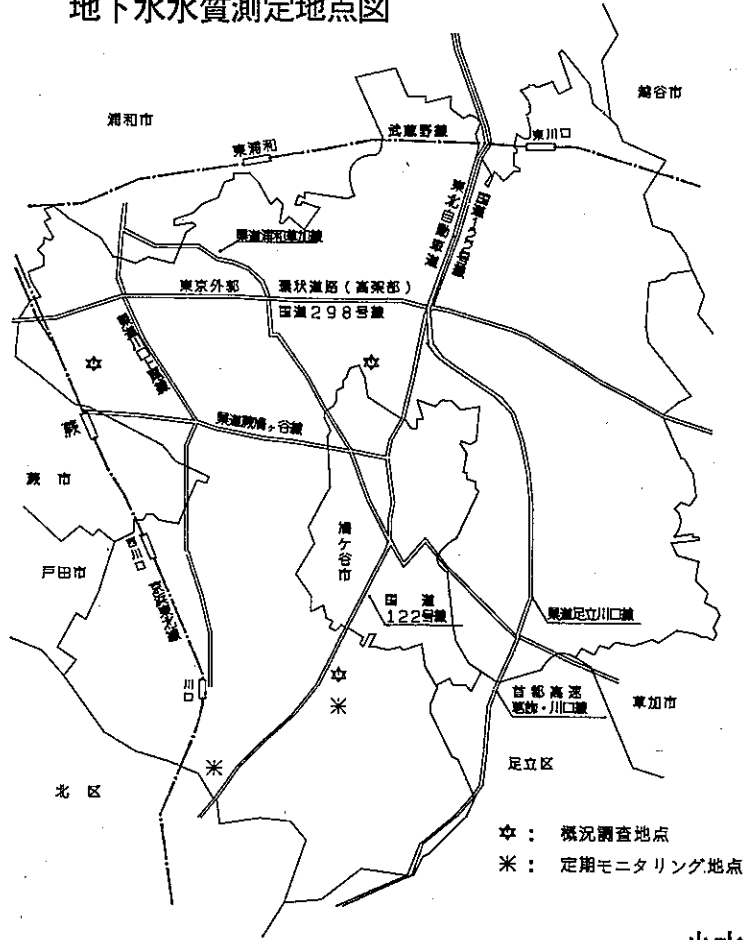 地下水水質測定地点図
浦和市
越谷市
東浦和
武蔵野線
東川口
東北自動車道
国道122号線
県道浦和草加線
東京外郭 環状道路(高架部)
国道298号線
県道蕨鳩ヶ谷線
蕨
蕨市
鳩ヶ谷市
西川口
戸田市
国道
122号線
県道足立川口線
川口
首都高速
葛飾・川口線
草加市
足立区
北区
✡ : 概況調査地点
＊ : 定期モニタリング地点